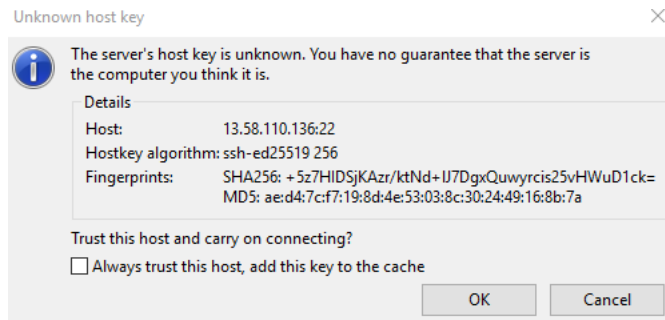 Unknown host key
The server's host key is unknown. You have no guarantee that the server is
the computer you think it is.
Details
Host: 13.58.110.136:22
Hostkey algorithm: ssh-ed25519 256
Fingerprints: SHA256: +5z7HIDSjKAzr/ktNd+IJ7DgxQuwyrcis25vHWuD1ck=
MD5: ae:d4:7c:f7:19:8d:4e:53:03:8c:30:24:49:16:8b:7a
Trust this host and carry on connecting?
Always trust this host, add this key to the cache
OK Cancel